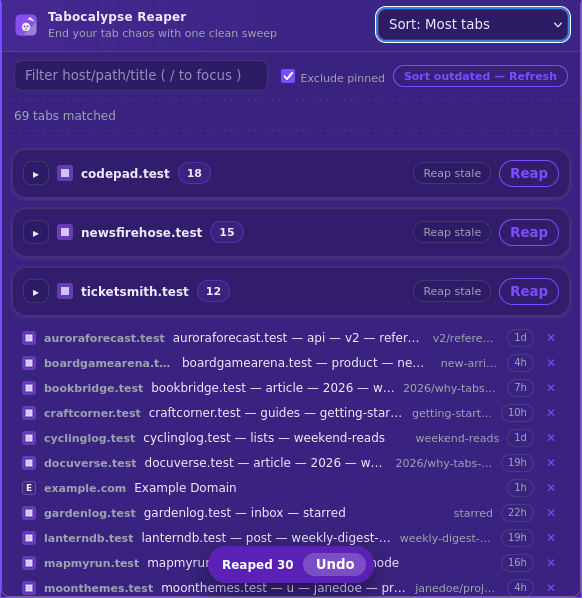 Tabocalypse Reaper
End your tab chaos with one clean sweep
Sort: Most tabs
Filter host/path/title ( / to focus )
Exclude pinned
Sort outdated — Refresh
69 tabs matched
codepad.test 18 Reap stale Reap
newsfirehose.test 15 Reap stale Reap
ticketsmith.test 12 Reap stale Reap
auroraforecast.test auroraforecast.test — api — v2 — refer... v2/refere... 1d ×
boardgamearena.t... boardgamearena.test — product — ne... new-arri... 4h ×
bookbridge.test bookbridge.test — article — 2026 — w... 2026/why-tabs... 7h ×
craftcorner.test craftcorner.test — guides — getting-star... getting-start... 10h ×
cyclinglog.test cyclinglog.test — lists — weekend-reads weekend-reads 1d ×
docuverse.test docuverse.test — article — 2026 — w... 2026/why-tabs-... 19h ×
E example.com Example Domain 1h ×
gardenlog.test gardenlog.test — inbox — starred starred 22h ×
lanterndb.test lanterndb.test — post — weekly-digest-... weekly-digest-... 19h ×
mapmyrun.test 16h ×
moonthemes.test moonthemes.test — u — janedoe — pr... janedoe/proj... 4h ×
Reaped 30 Undo